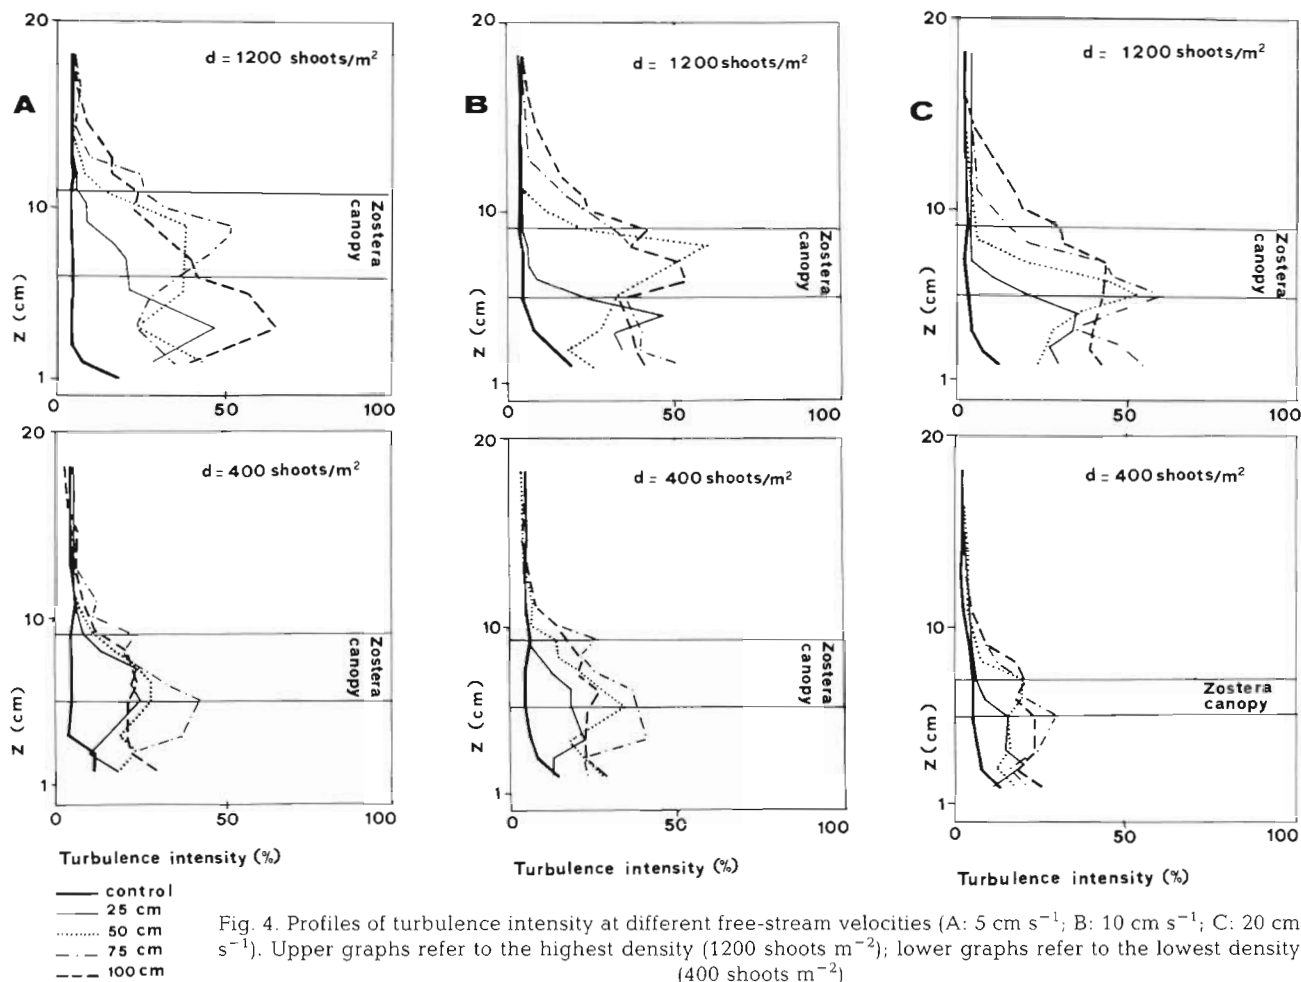 A
20
d = 1200 shoots/m²
Zostera
canopy
10
Z (cm)
1
0 50 100
B
20
d = 1200 shoots/m²
Zostera
canopy
10
Z (cm)
1
0 50 100
C
20
d = 1200 shoots/m²
Zostera
canopy
10
Z (cm)
1
0 50 100
20
d = 400 shoots/m²
Zostera
canopy
10
Z (cm)
1
0 50 100
Turbulence intensity (%)
20
d = 400 shoots/m²
Zostera
canopy
10
Z (cm)
1
0 50 100
Turbulence intensity (%)
20
d = 400 shoots/m²
Zostera
canopy
10
Z (cm)
1
0 50 100
Turbulence intensity (%)
control
25 cm
50 cm
75 cm
100 cm
Fig. 4. Profiles of turbulence intensity at different free-stream velocities (A: 5 cm s⁻¹; B: 10 cm s⁻¹; C: 20 cm
s⁻¹). Upper graphs refer to the highest density (1200 shoots m⁻²); lower graphs refer to the lowest density
(400 shoots m⁻²)